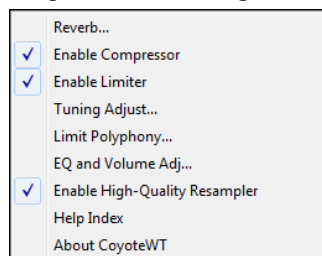 Reverb...
Enable Compressor
Enable Limiter
Tuning Adjust...
Limit Polyphony...
EQ and Volume Adj...
Enable High-Quality Resampler
Help Index
About CoyoteWT